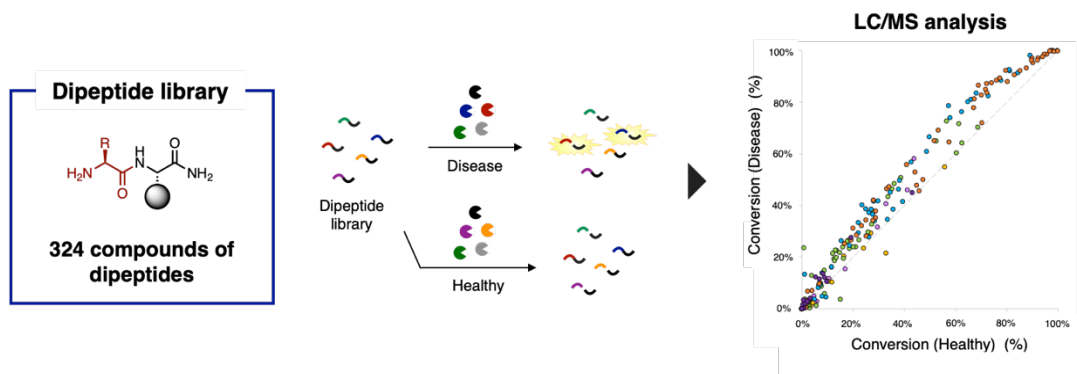 Dipeptide library
R
H₂N
O
H
N
O
NH₂
324 compounds of
dipeptides
Dipeptide
library
Disease
Healthy
LC/MS analysis
Conversion (Disease) (%)
100%
80%
60%
40%
20%
0%
0%
20%
40%
60%
80%
100%
Conversion (Healthy) (%)